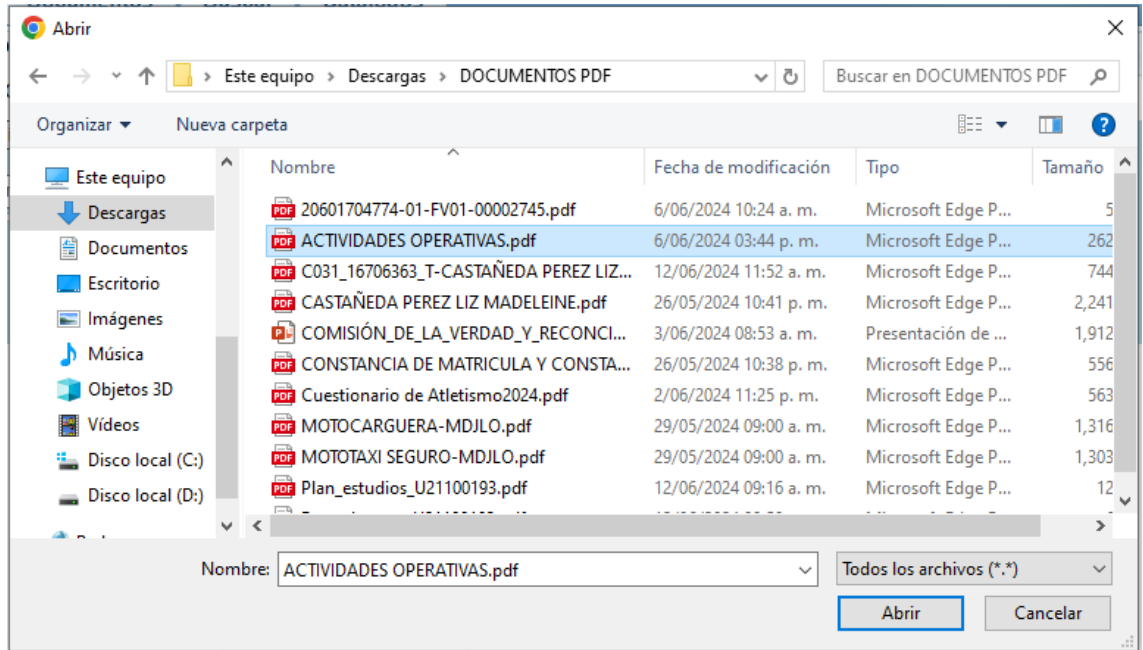 Abrir
Este equipo > Descargas > DOCUMENTOS PDF
Buscar en DOCUMENTOS PDF
Organizar
Nueva carpeta
Este equipo
Descargas
Documentos
Escritorio
Imágenes
Música
Objetos 3D
Vídeos
Disco local (C:)
Disco local (D:)
Nombre Fecha de modificación Tipo Tamaño
20601704774-01-FV01-00002745.pdf 6/06/2024 10:24 a. m. Microsoft Edge P... 5
ACTIVIDADES OPERATIVAS.pdf 6/06/2024 03:44 p. m. Microsoft Edge P... 262
C031_16706363_T-CASTAÑEDA PEREZ LIZ... 12/06/2024 11:52 a. m. Microsoft Edge P... 744
CASTAÑEDA PEREZ LIZ MADELEINE.pdf 26/05/2024 10:41 p. m. Microsoft Edge P... 2,241
COMISIÓN_DE_LA_VERDAD_Y_RECONCI... 3/06/2024 08:53 a. m. Presentación de ... 1,912
CONSTANCIA DE MATRICULA Y CONSTA... 26/05/2024 10:38 p. m. Microsoft Edge P... 556
Cuestionario de Atletismo2024.pdf 2/06/2024 11:25 p. m. Microsoft Edge P... 563
MOTOCARGUERA-MDJLO.pdf 29/05/2024 09:00 a. m. Microsoft Edge P... 1,316
MOTOTAXI SEGURO-MDJLO.pdf 29/05/2024 09:00 a. m. Microsoft Edge P... 1,303
Plan_estudios_U21100193.pdf 12/06/2024 09:16 a. m. Microsoft Edge P... 12
Nombre: ACTIVIDADES OPERATIVAS.pdf
Todos los archivos (*.*)
Abrir
Cancelar